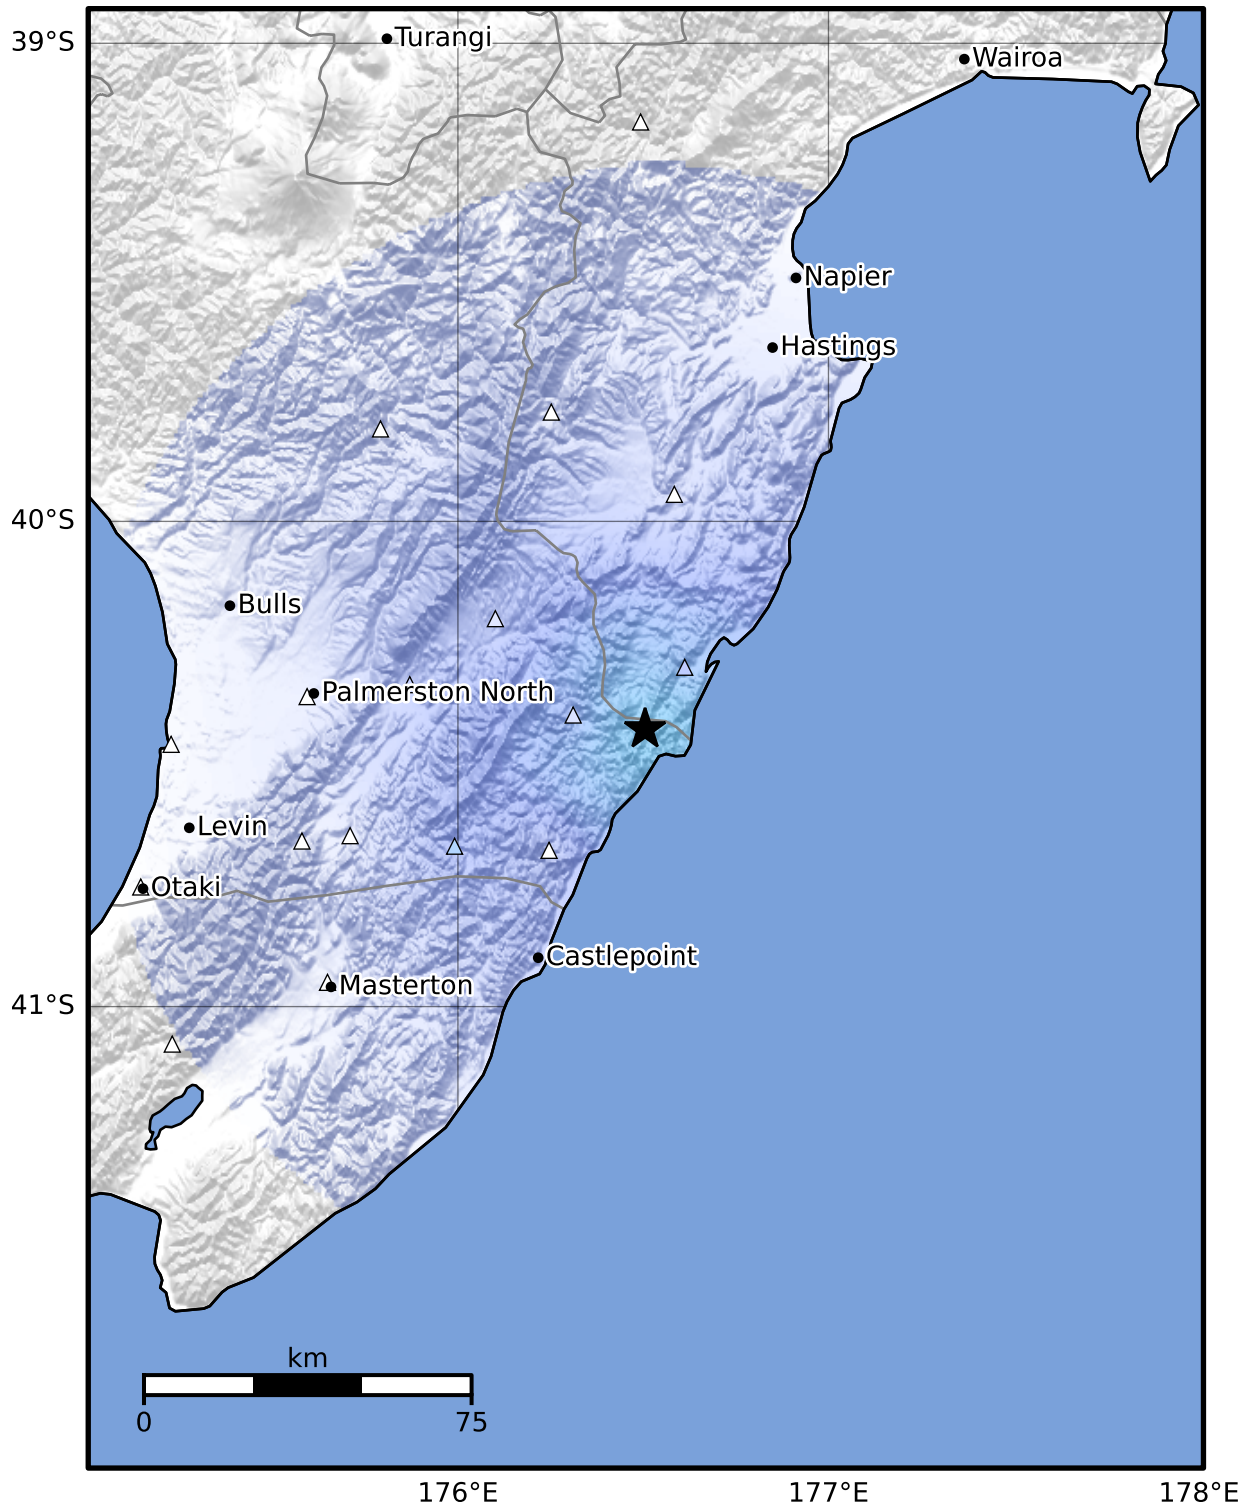 39°S
Turangi
Wairoa
Napier
Hastings
40°S
Bulls
Palmerston North
Levin
Otaki
Castlepoint
Masterton
41°S
km
0 75
176°E 177°E 178°E